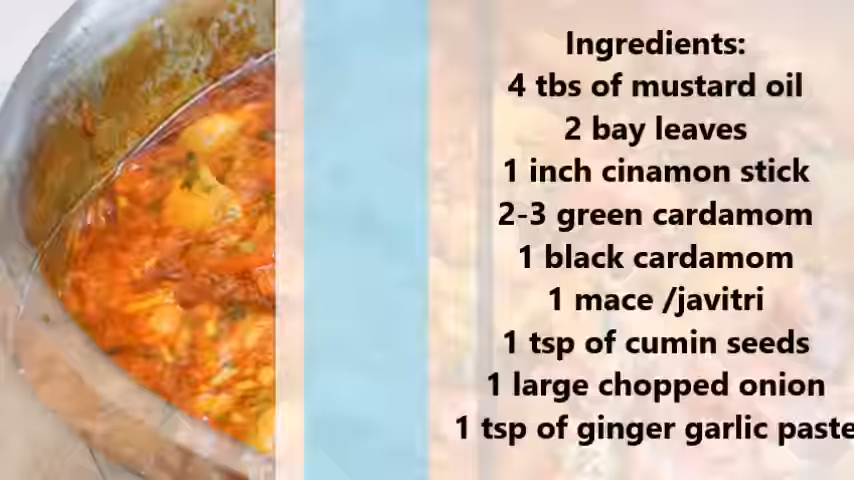 Ingredients:
4 tbs of mustard oil
2 bay leaves
1 inch cinamon stick
2-3 green cardamom
1 black cardamom
1 mace /javitri
1 tsp of cumin seeds
1 large chopped onion
1 tsp of ginger garlic paste